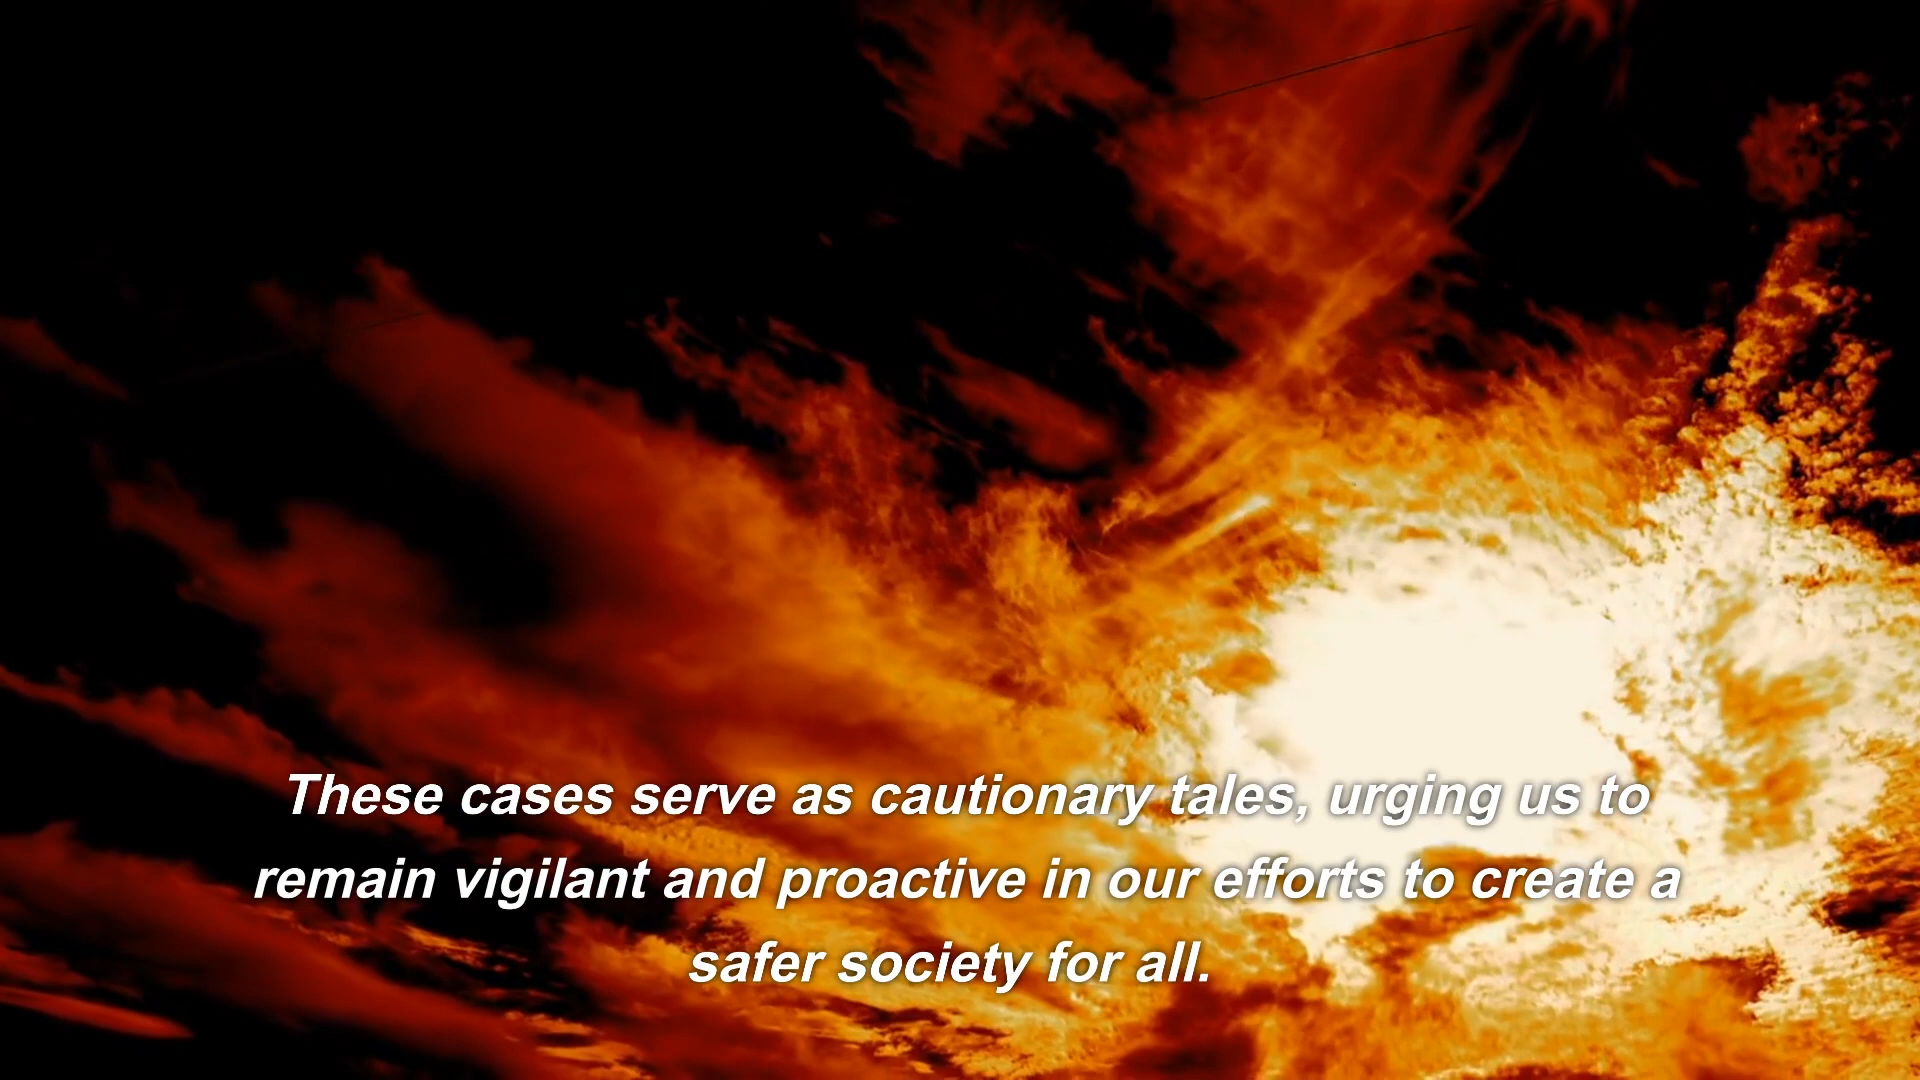 These cases serve as cautionary tales, urging us to
remain vigilant and proactive in our efforts to create a
safer society for all.